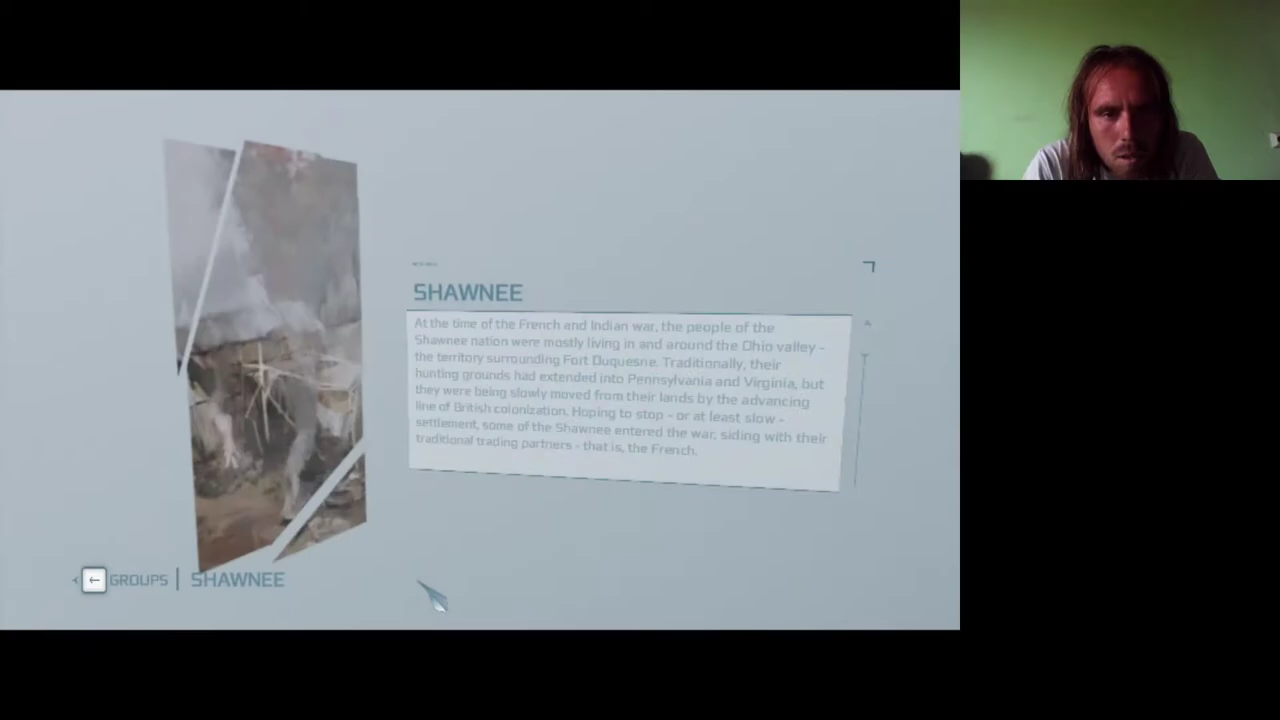 SHAWNEE
At the time of the French and Indian war, the people of the
Shawnee nation were mostly living in and around the Ohio valley -
the territory surrounding Fort Duquesne. Traditionally, their
hunting grounds had extended into Pennsylvania and Virginia, but
they were being slowly moved from their lands by the advancing
line of British colonization. Hoping to stop - or at least slow -
settlement, some of the Shawnee entered the war, siding with their
traditional trading partners - that is, the French.
GROUPS | SHAWNEE